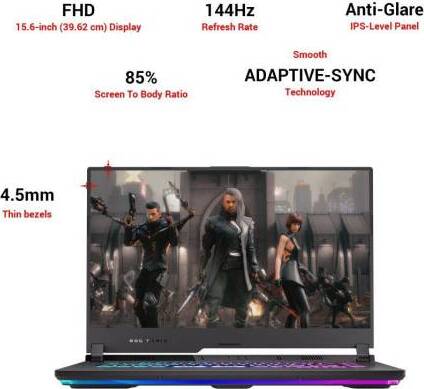 FHD
15.6-inch (39.62 cm) Display
144Hz
Refresh Rate
Anti-Glare
IPS-Level Panel
85%
Screen To Body Ratio
Smooth
ADAPTIVE-SYNC
Technology
4.5mm
Thin bezels